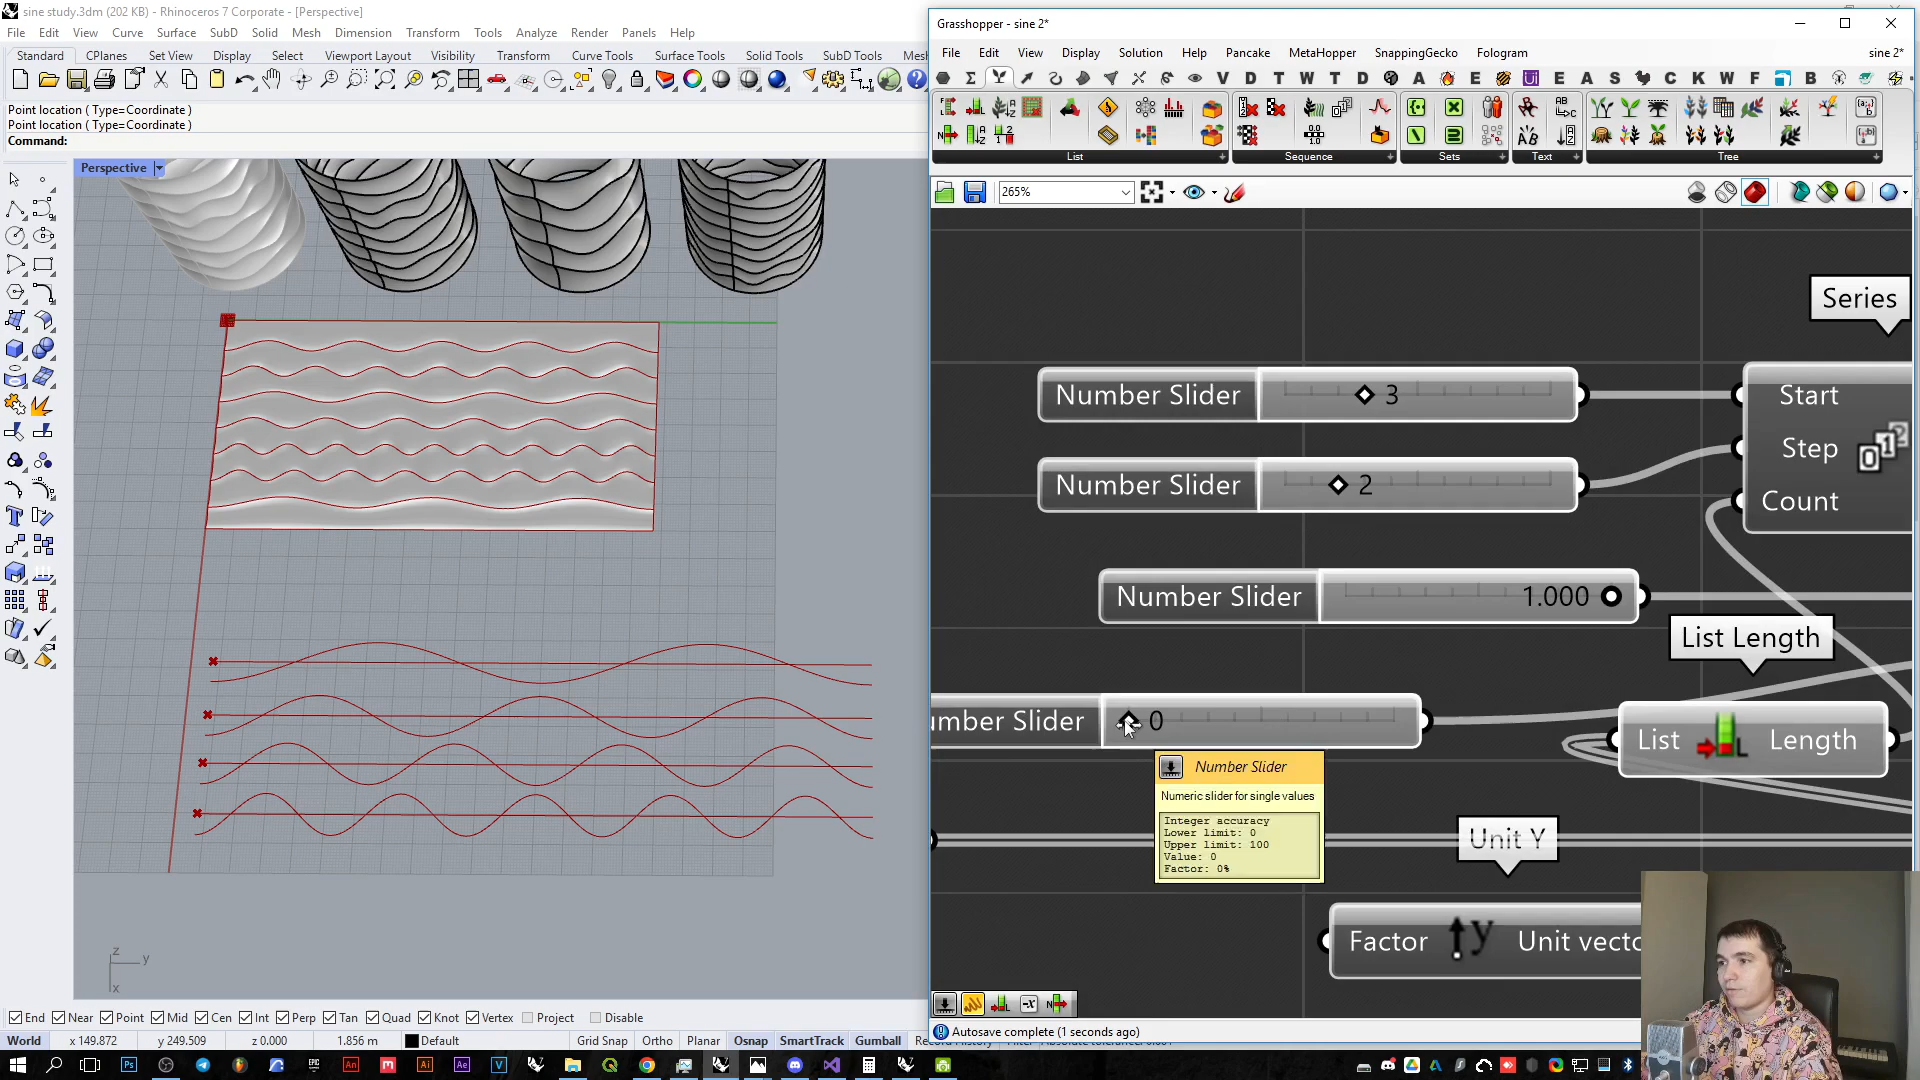 sine study.3dm (202 KB) - Rhinoceros 7 Corporate - [Perspective]
File Edit View Curve Surface SubD Solid Mesh Dimension Transform Tools Analyze Render Panels Help
Standard CPlanes Set View Display Select Viewport Layout Visibility Transform Curve Tools Surface Tools Solid Tools SubD Tools Mesh
Point location ( Type=Coordinate )
Point location ( Type=Coordinate )
Command:
Perspective
z
y
x
End Near Point Mid Cen Int Perp Tan Quad Knot Vertex Project Disable
World x 149.872 y 249.509 z 0.000 1.856 m Default Grid Snap Ortho Planar Osnap SmartTrack Gumball
Grasshopper - sine 2*
File Edit View Display Solution Help Pancake MetaHopper SnappingGecko Fologram sine 2*
List Sequence Sets Text Tree
265%
Series
Number Slider 3
Start
Step
Number Slider 2
Count
Number Slider 1.000
List Length
umber Slider 0
List Length
Number Slider
Numeric slider for single values
Integer accuracy
Lower limit: 0
Upper limit: 100
Value: 0
Factor: 0%
Unit Y
Factor y Unit vecto
Autosave complete (1 seconds ago)